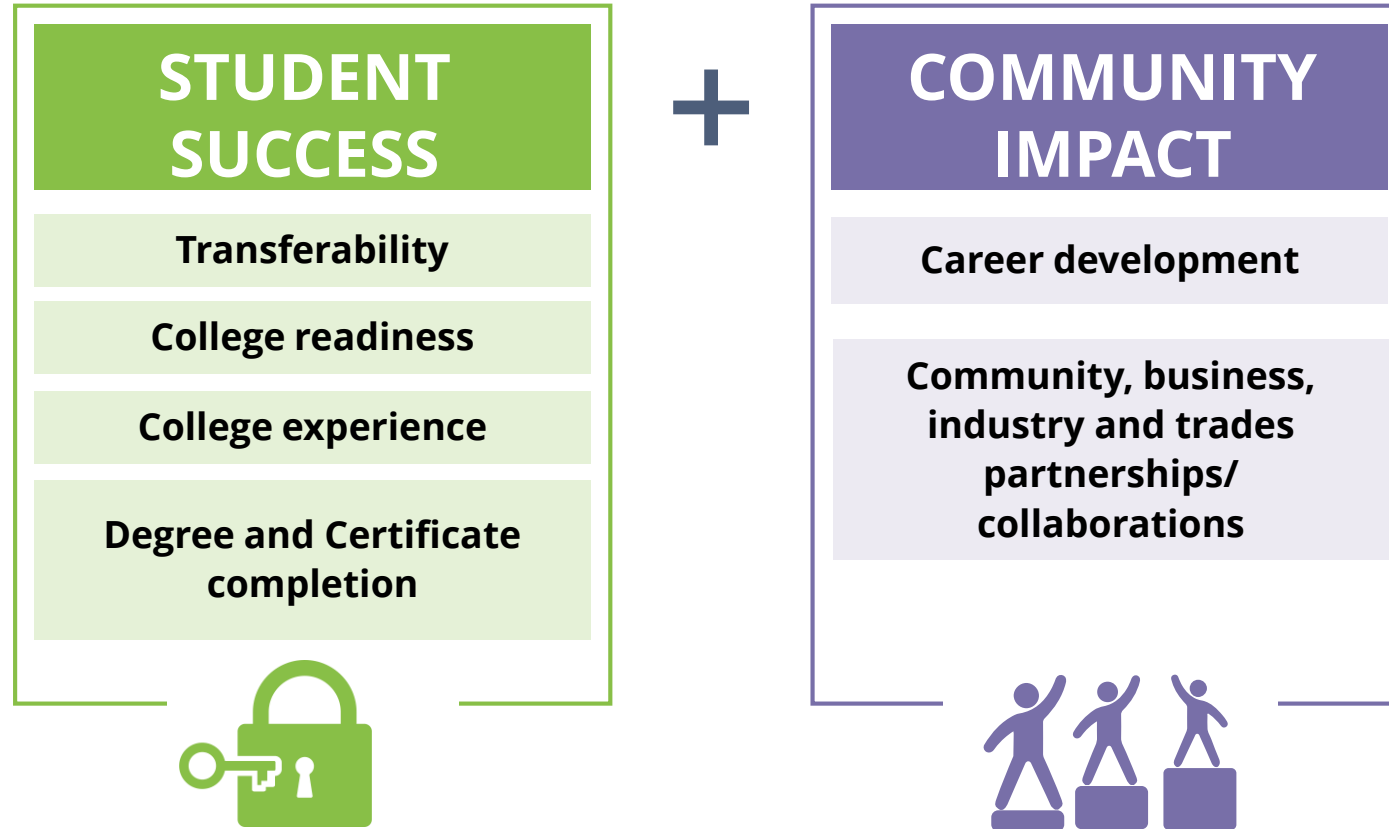 STUDENT
SUCCESS
Transferability
College readiness
College experience
Degree and Certificate
completion
+
COMMUNITY
IMPACT
Career development
Community, business,
industry and trades
partnerships/
collaborations